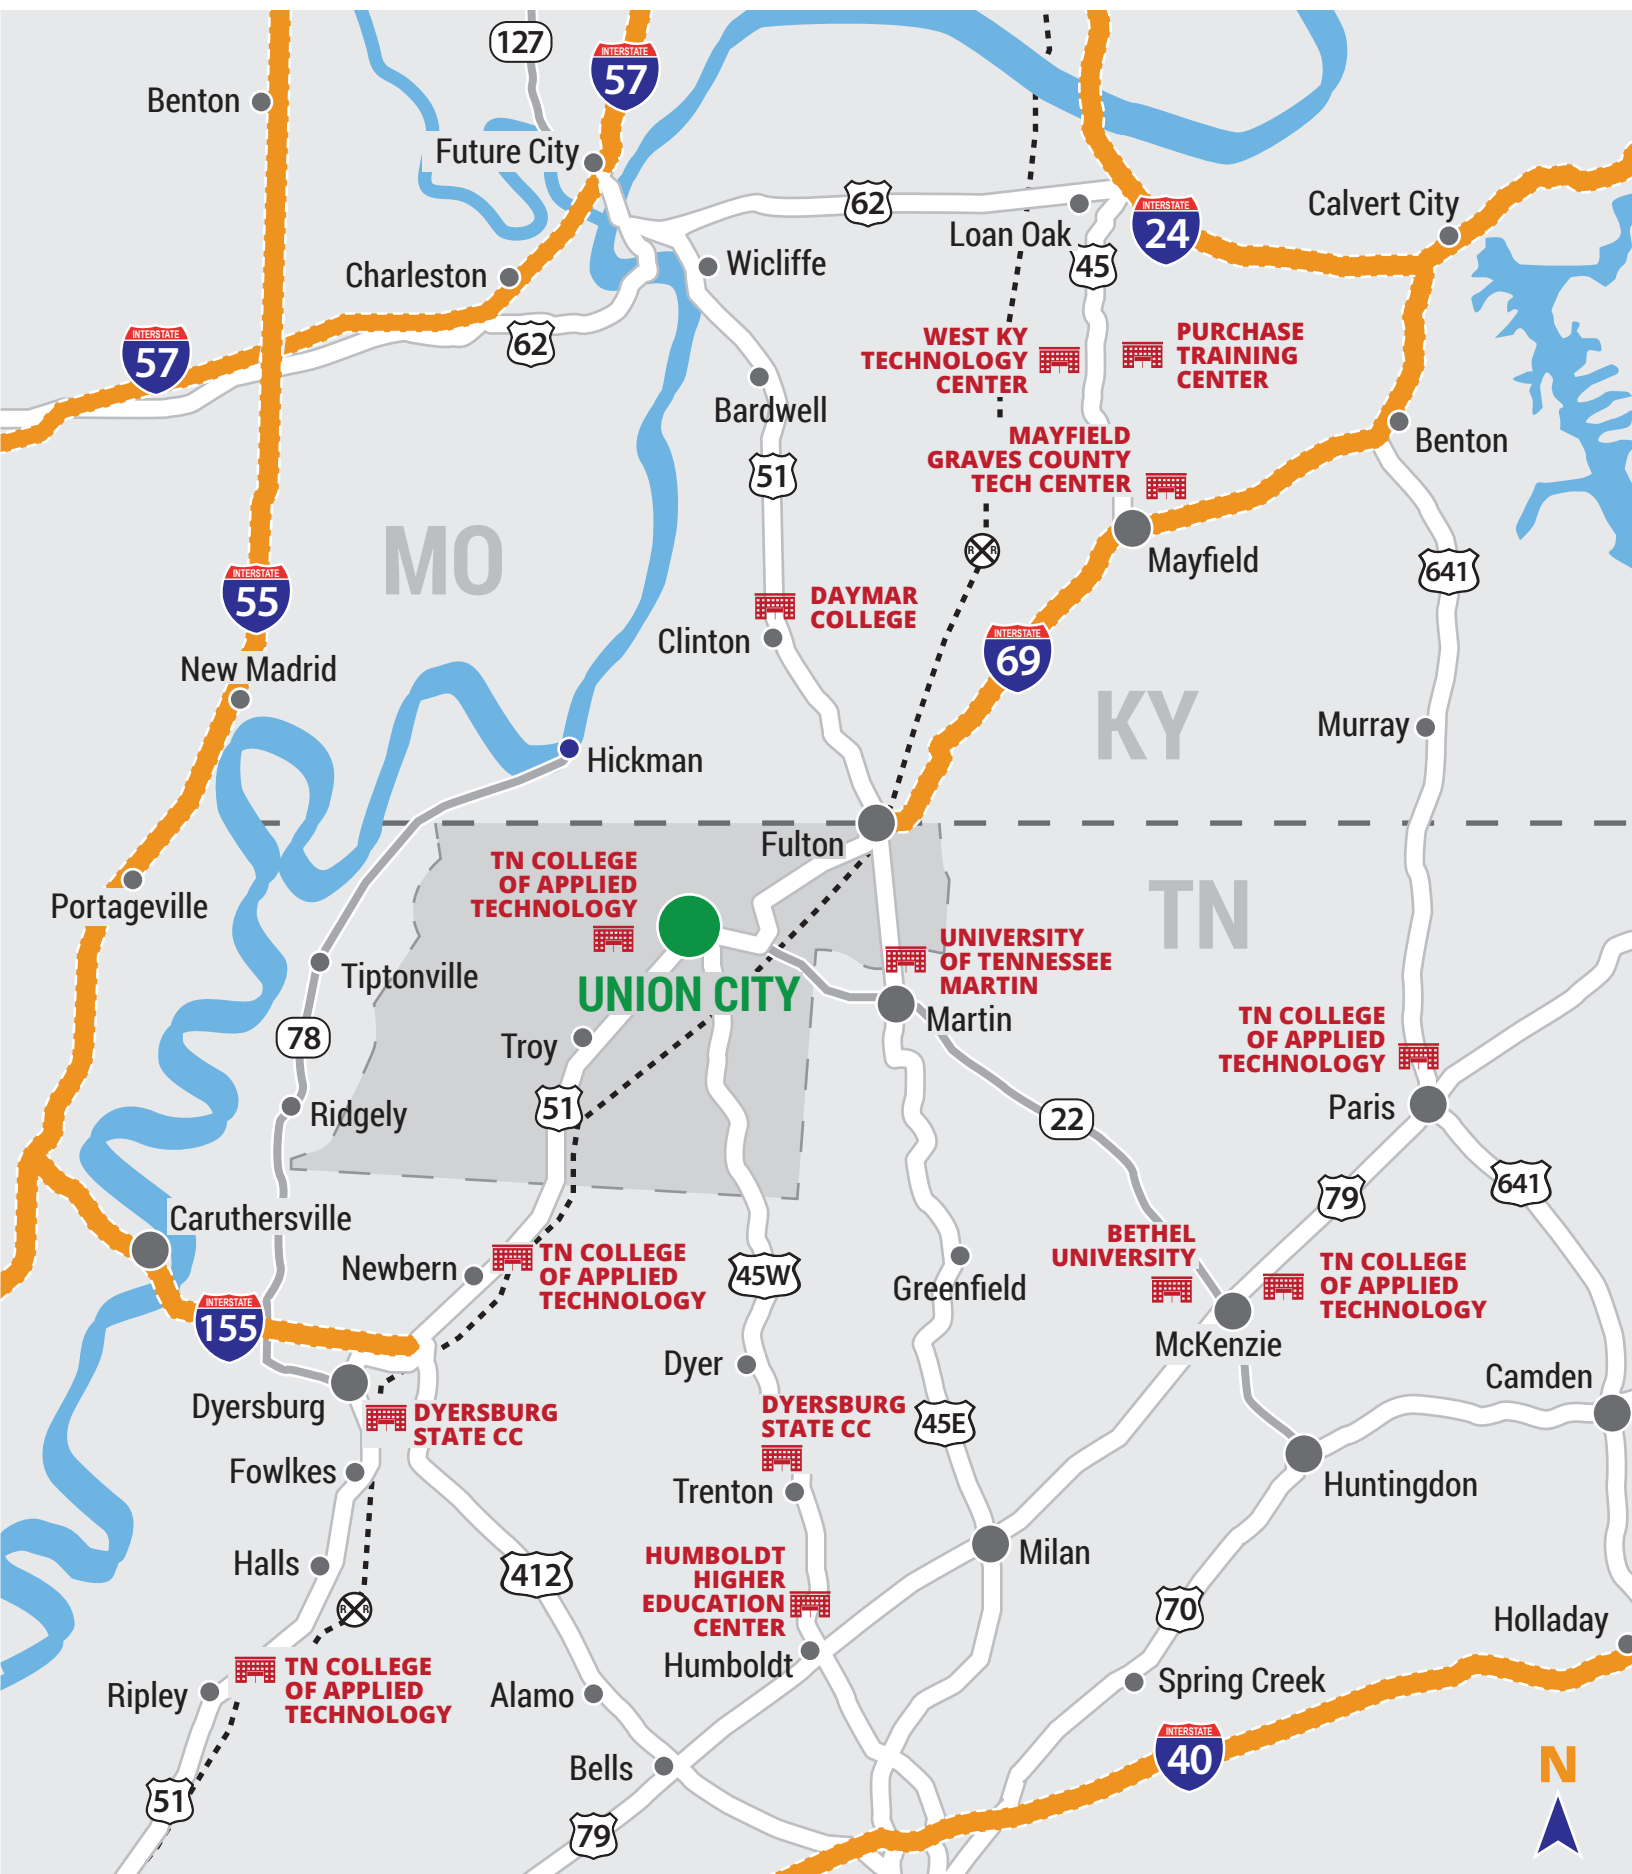 127
INTERSTATE
57
Benton
Future City
62
Loan Oak
INTERSTATE
24
45
Calvert City
Charleston
Wicliffe
62
INTERSTATE
57
WEST KY
TECHNOLOGY
CENTER
PURCHASE
TRAINING
CENTER
Bardwell
51
MAYFIELD
GRAVES COUNTY
TECH CENTER
Benton
Mayfield
R R
641
MO
INTERSTATE
55
DAYMAR
COLLEGE
Clinton
INTERSTATE
69
New Madrid
KY
Murray
Hickman
Fulton
TN COLLEGE
OF APPLIED
TECHNOLOGY
Portageville
TN
UNIVERSITY
OF TENNESSEE
MARTIN
Tiptonville
UNION CITY
Martin
78
Troy
TN COLLEGE
OF APPLIED
TECHNOLOGY
Paris
Ridgely
51
22
79
641
Caruthersville
Newbern
TN COLLEGE
OF APPLIED
TECHNOLOGY
45W
Greenfield
BETHEL
UNIVERSITY
TN COLLEGE
OF APPLIED
TECHNOLOGY
INTERSTATE
155
McKenzie
Dyer
Camden
Dyersburg
DYERSBURG
STATE CC
DYERSBURG
STATE CC
45E
Fowlkes
Trenton
Huntingdon
Halls
412
HUMBOLDT
HIGHER
EDUCATION
CENTER
Milan
R R
70
Holladay
Humboldt
TN COLLEGE
OF APPLIED
TECHNOLOGY
Ripley
Alamo
Spring Creek
INTERSTATE
40
Bells
51
79
N